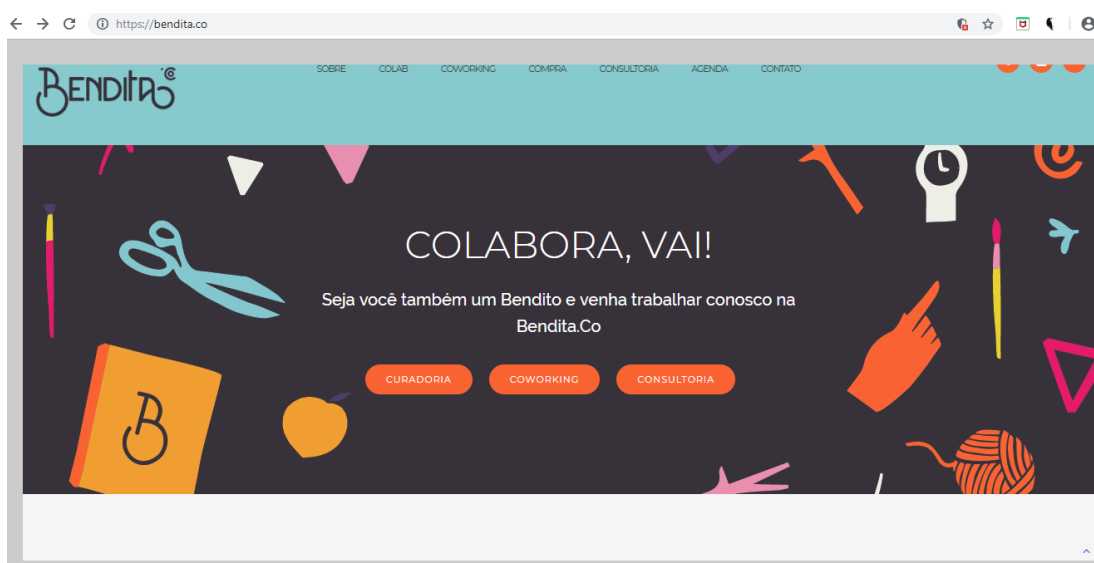 https://bendita.co
BENDITA CO
SOBRE COLAB COWORKING COMPRA CONSULTORIA AGENDA CONTATO
COLABORA, VAI!
Seja você também um Bendito e venha trabalhar conosco na
Bendita.Co
CURADORIA COWORKING CONSULTORIA
B